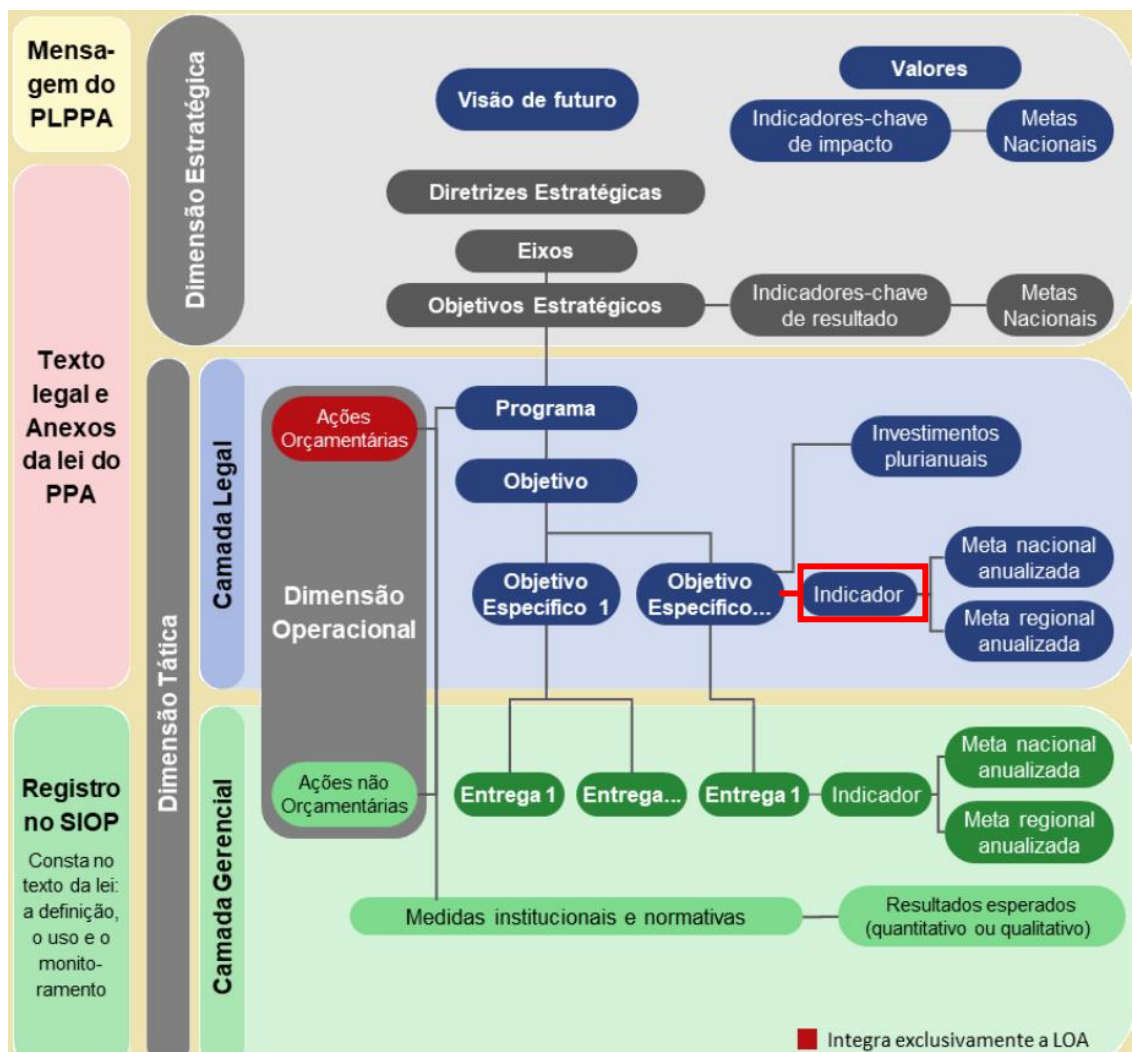 Mensa-
gem do
PLPPA
Texto
legal e
Anexos
da lei do
PPA
Registro
no SIOP
Consta no
texto da lei:
a definição,
o uso e o
monito-
ramento
Dimensão Estratégica
Visão de futuro
Valores
Indicadores-chave
de impacto
Metas
Nacionais
Diretrizes Estratégicas
Eixos
Objetivos Estratégicos
Indicadores-chave
de resultado
Metas
Nacionais
Dimensão Tática
Camada Legal
Ações
Orçamentárias
Dimensão
Operacional
Programa
Objetivo
Investimentos
plurianuais
Objetivo
Específico 1
Objetivo
Específico...
Indicador
Meta nacional
anualizada
Meta regional
anualizada
Camada Gerencial
Ações não
Orçamentárias
Entrega 1
Entrega...
Entrega 1
Indicador
Meta nacional
anualizada
Meta regional
anualizada
Medidas institucionais e normativas
Resultados esperados
(quantitativo ou qualitativo)
Integra exclusivamente a LOA